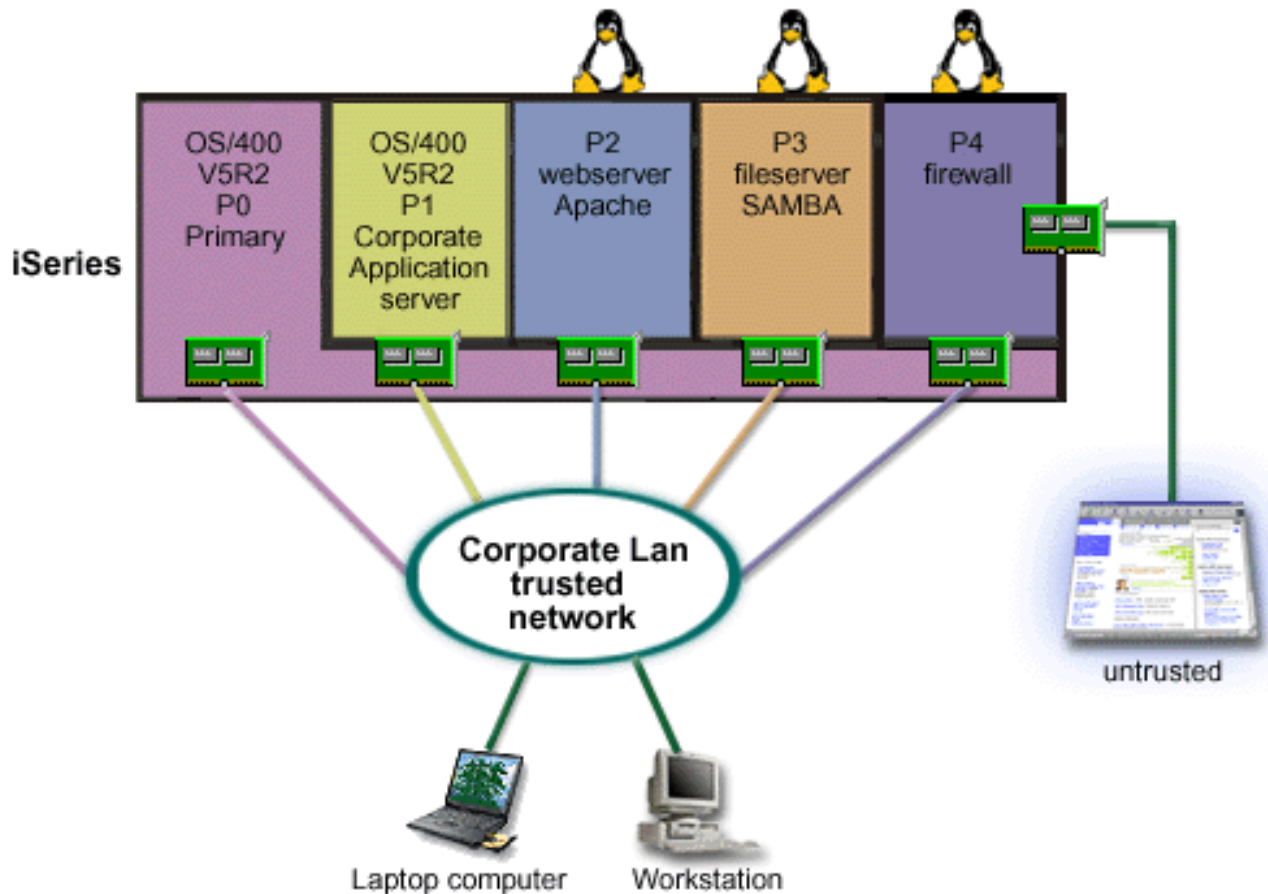 iSeries
OS/400
V5R2
P0
Primary
OS/400
V5R2
P1
Corporate
Application
server
P2
webserver
Apache
P3
fileserver
SAMBA
P4
firewall
Corporate Lan
trusted
network
untrusted
Laptop computer
Workstation